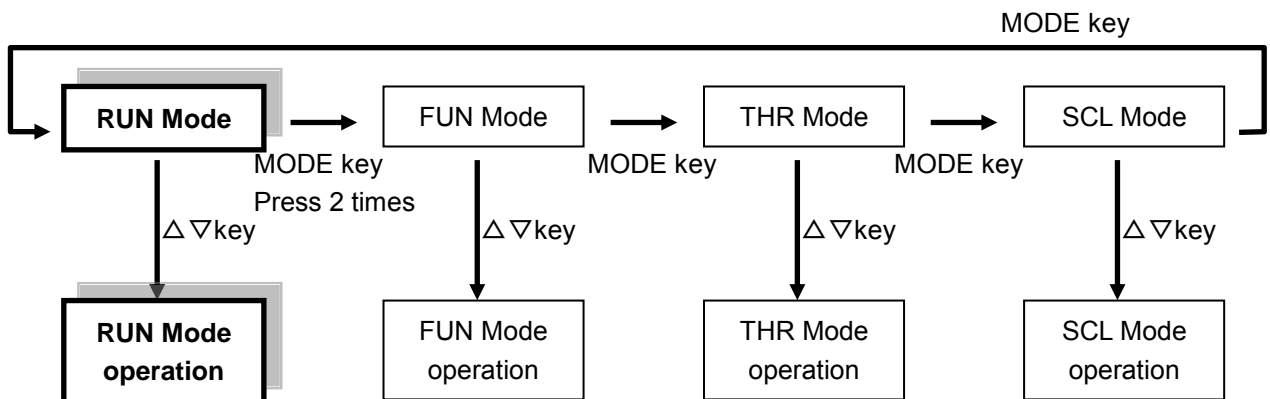 MODE key
RUN Mode
FUN Mode
THR Mode
SCL Mode
MODE key
Press 2 times
MODE key
MODE key
△▽key
△▽key
△▽key
△▽key
RUN Mode
operation
FUN Mode
operation
THR Mode
operation
SCL Mode
operation